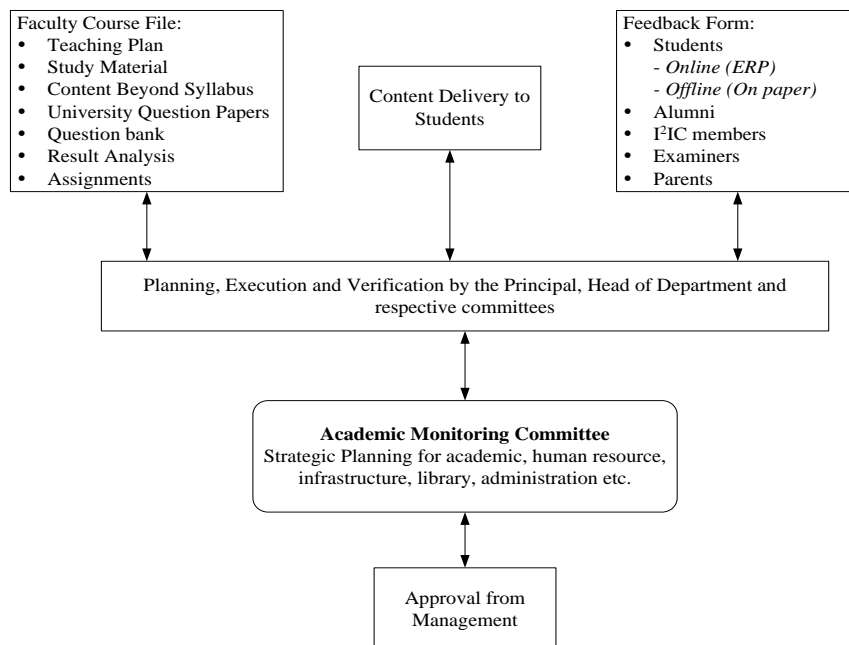 Faculty Course File:
• Teaching Plan
• Study Material
• Content Beyond Syllabus
• University Question Papers
• Question bank
• Result Analysis
• Assignments
Content Delivery to
Students
Feedback Form:
• Students
- Online (ERP)
- Offline (On paper)
• Alumni
• I²IC members
• Examiners
• Parents
Planning, Execution and Verification by the Principal, Head of Department and
respective committees
Academic Monitoring Committee
Strategic Planning for academic, human resource,
infrastructure, library, administration etc.
Approval from
Management